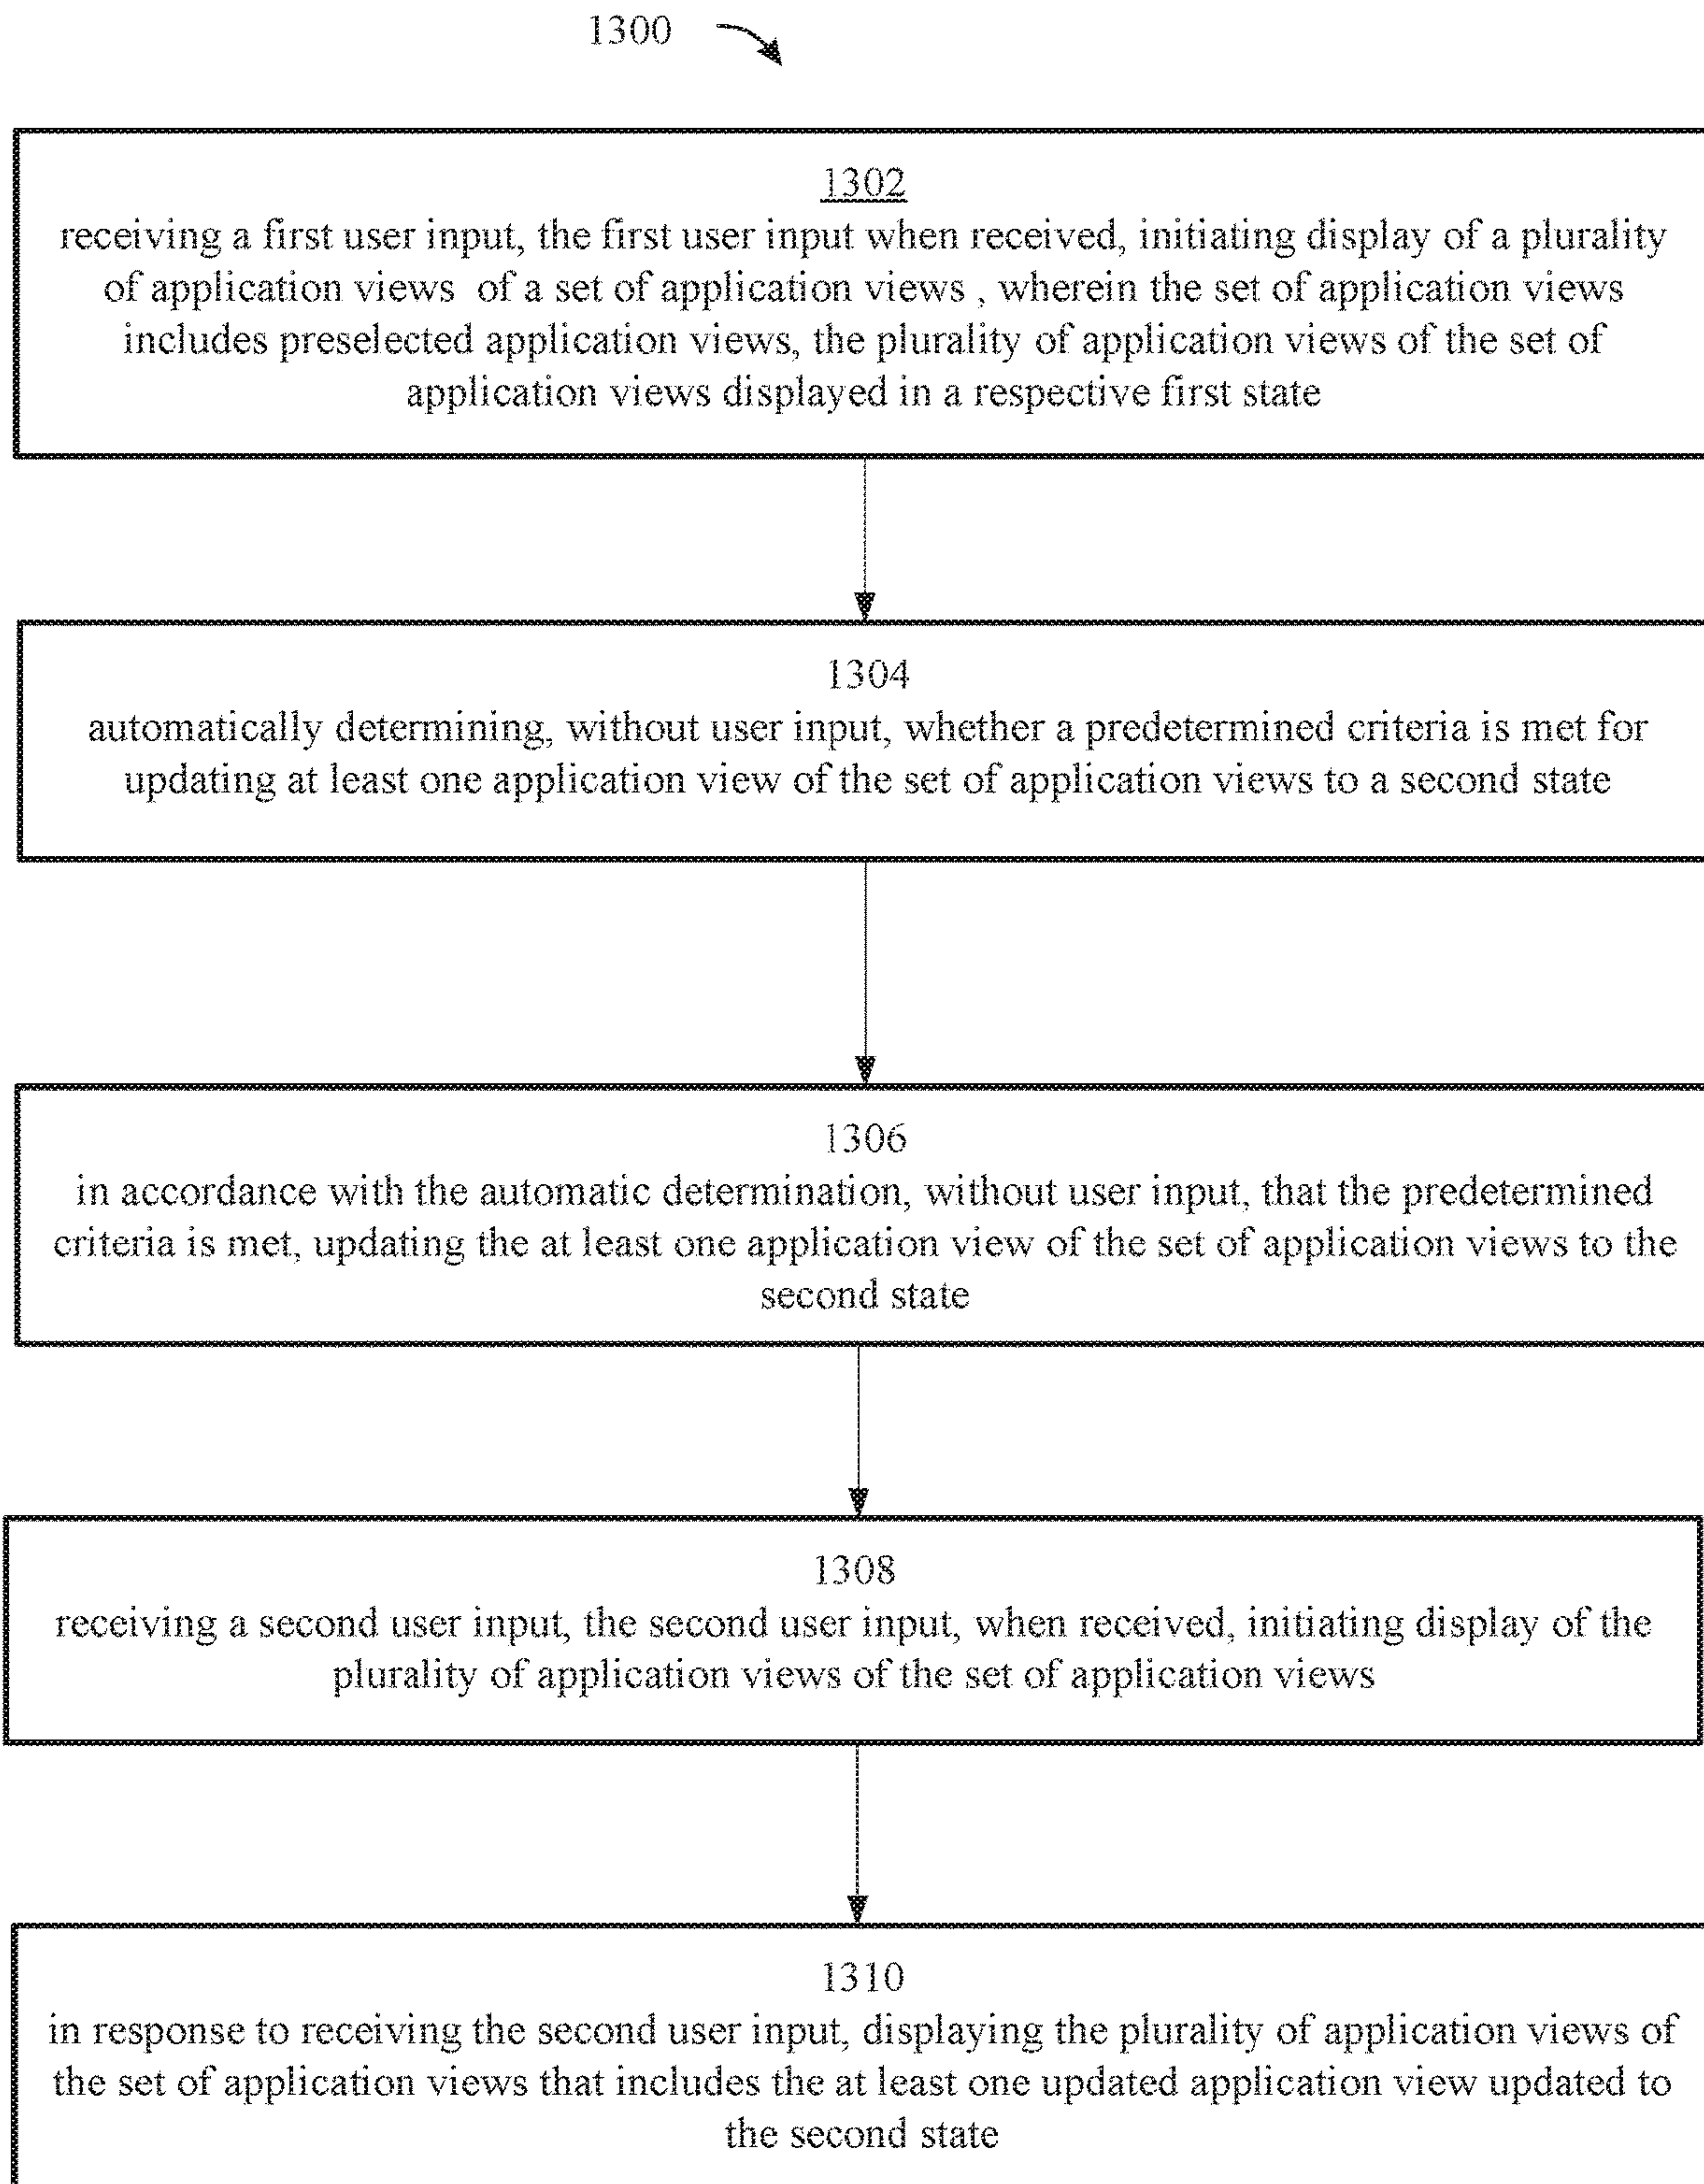 1300
1302
receiving a first user input, the first user input when received, initiating display of a plurality
of application views of a set of application views , wherein the set of application views
includes preselected application views, the plurality of application views of the set of
application views displayed in a respective first state
1304
automatically determining, without user input, whether a predetermined criteria is met for
updating at least one application view of the set of application views to a second state
1306
in accordance with the automatic determination, without user input, that the predetermined
criteria is met, updating the at least one application view of the set of application views to the
second state
1308
receiving a second user input, the second user input, when received, initiating display of the
plurality of application views of the set of application views
1310
in response to receiving the second user input, displaying the plurality of application views of
the set of application views that includes the at least one updated application view updated to
the second state